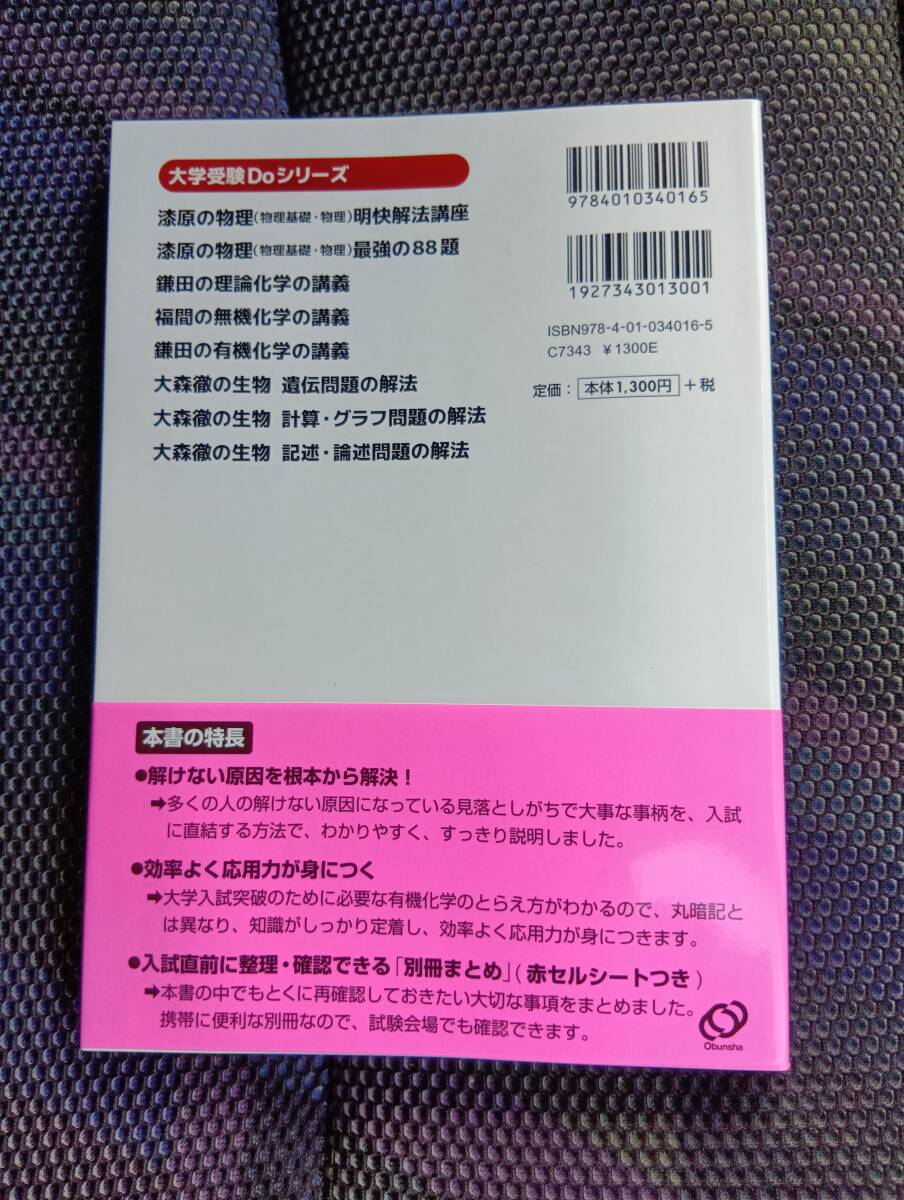 大学受験Doシリーズ
漆原の物理(物理基礎・物理)明快解法講座
漆原の物理(物理基礎・物理)最強の88題
鎌田の理論化学の講義
福間の無機化学の講義
鎌田の有機化学の講義
大森徹の生物 遺伝問題の解法
大森徹の生物 計算・グラフ問題の解法
大森徹の生物 記述・論述問題の解法
9784010340165
1927343013001
ISBN978-4-01-034016-5
C7343 ¥1300E
定価：本体1,300円+税
本書の特長
●解けない原因を根本から解決！
➡多くの人の解けない原因になっている見落としがちで大事な事柄を、入試
に直結する方法で、わかりやすく、すっきり説明しました。
●効率よく応用力が身につく
➡大学入試突破のために必要な有機化学のとらえ方がわかるので、丸暗記と
は異なり、知識がしっかり定着し、効率よく応用力が身につきます。
●入試直前に整理・確認できる「別冊まとめ」(赤セルシートつき)
➡本書の中でもとくに再確認しておきたい大切な事項をまとめました。
携帯に便利な別冊なので、試験会場でも確認できます。
Obunsha